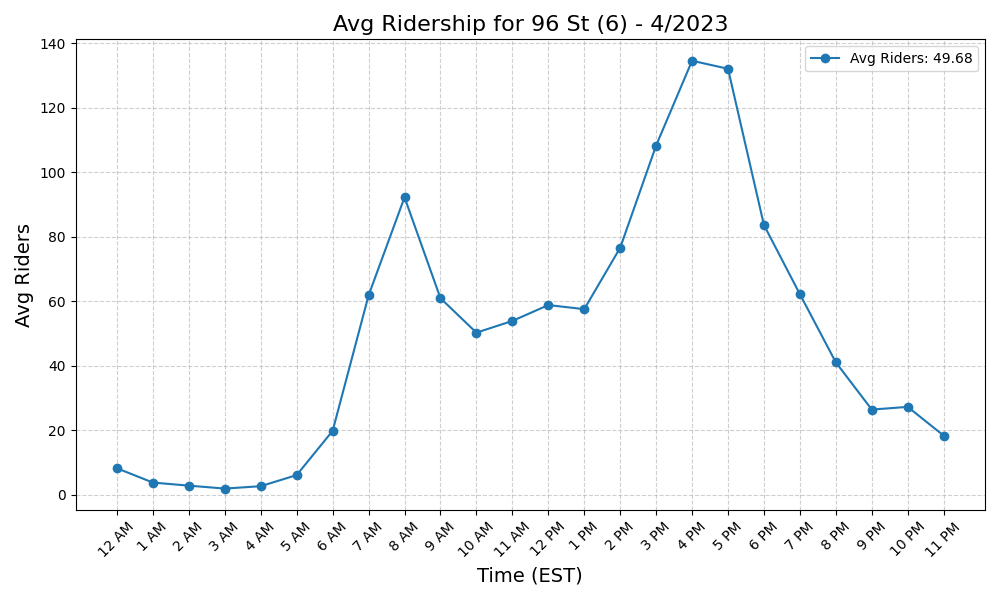 Avg Ridership for 96 St (6) - 4/2023
Avg Riders: 49.68
Avg Riders
140
120
100
80
60
40
20
0
12 AM
1 AM
2 AM
3 AM
4 AM
5 AM
6 AM
7 AM
8 AM
9 AM
10 AM
11 AM
12 PM
1 PM
2 PM
3 PM
4 PM
5 PM
6 PM
7 PM
8 PM
9 PM
10 PM
11 PM
Time (EST)